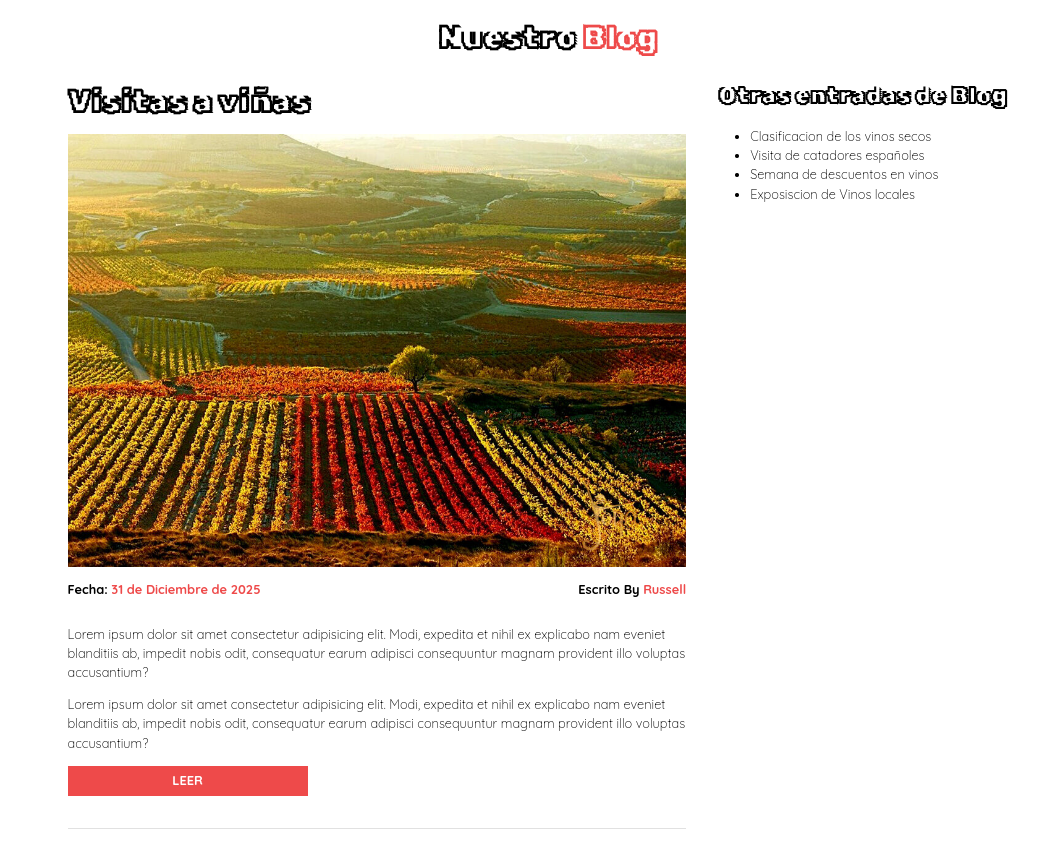 Nuestro Blog
Visitas a viñas
Fecha: 31 de Diciembre de 2025
Escrito By Russell
Lorem ipsum dolor sit amet consectetur adipisicing elit. Modi, expedita et nihil ex explicabo nam eveniet
blanditiis ab, impedit nobis odit, consequatur earum adipisci consequuntur magnam provident illo voluptas
accusantium?
Lorem ipsum dolor sit amet consectetur adipisicing elit. Modi, expedita et nihil ex explicabo nam eveniet
blanditiis ab, impedit nobis odit, consequatur earum adipisci consequuntur magnam provident illo voluptas
accusantium?
LEER
Otras entradas de Blog
Clasificacion de los vinos secos
Visita de catadores españoles
Semana de descuentos en vinos
Exposiscion de Vinos locales